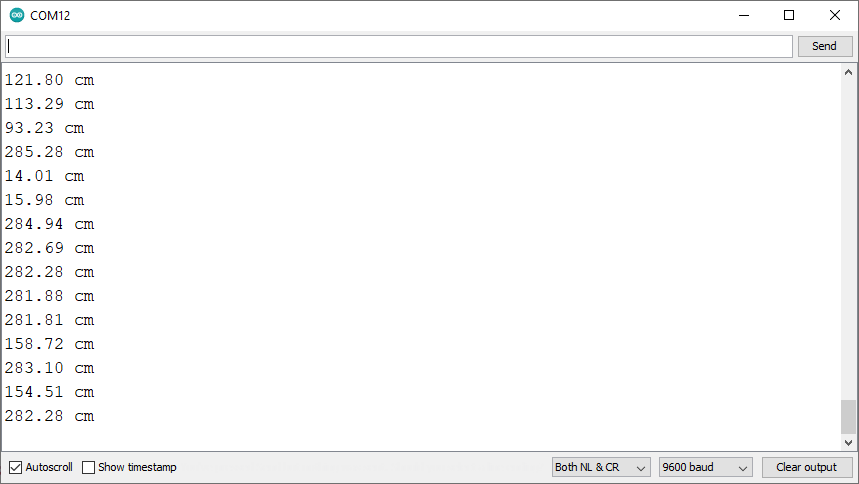 COM12
Send
121.80 cm
113.29 cm
93.23 cm
285.28 cm
14.01 cm
15.98 cm
284.94 cm
282.69 cm
282.28 cm
281.88 cm
281.81 cm
158.72 cm
283.10 cm
154.51 cm
282.28 cm
Autoscroll Show timestamp Both NL & CR 9600 baud Clear output